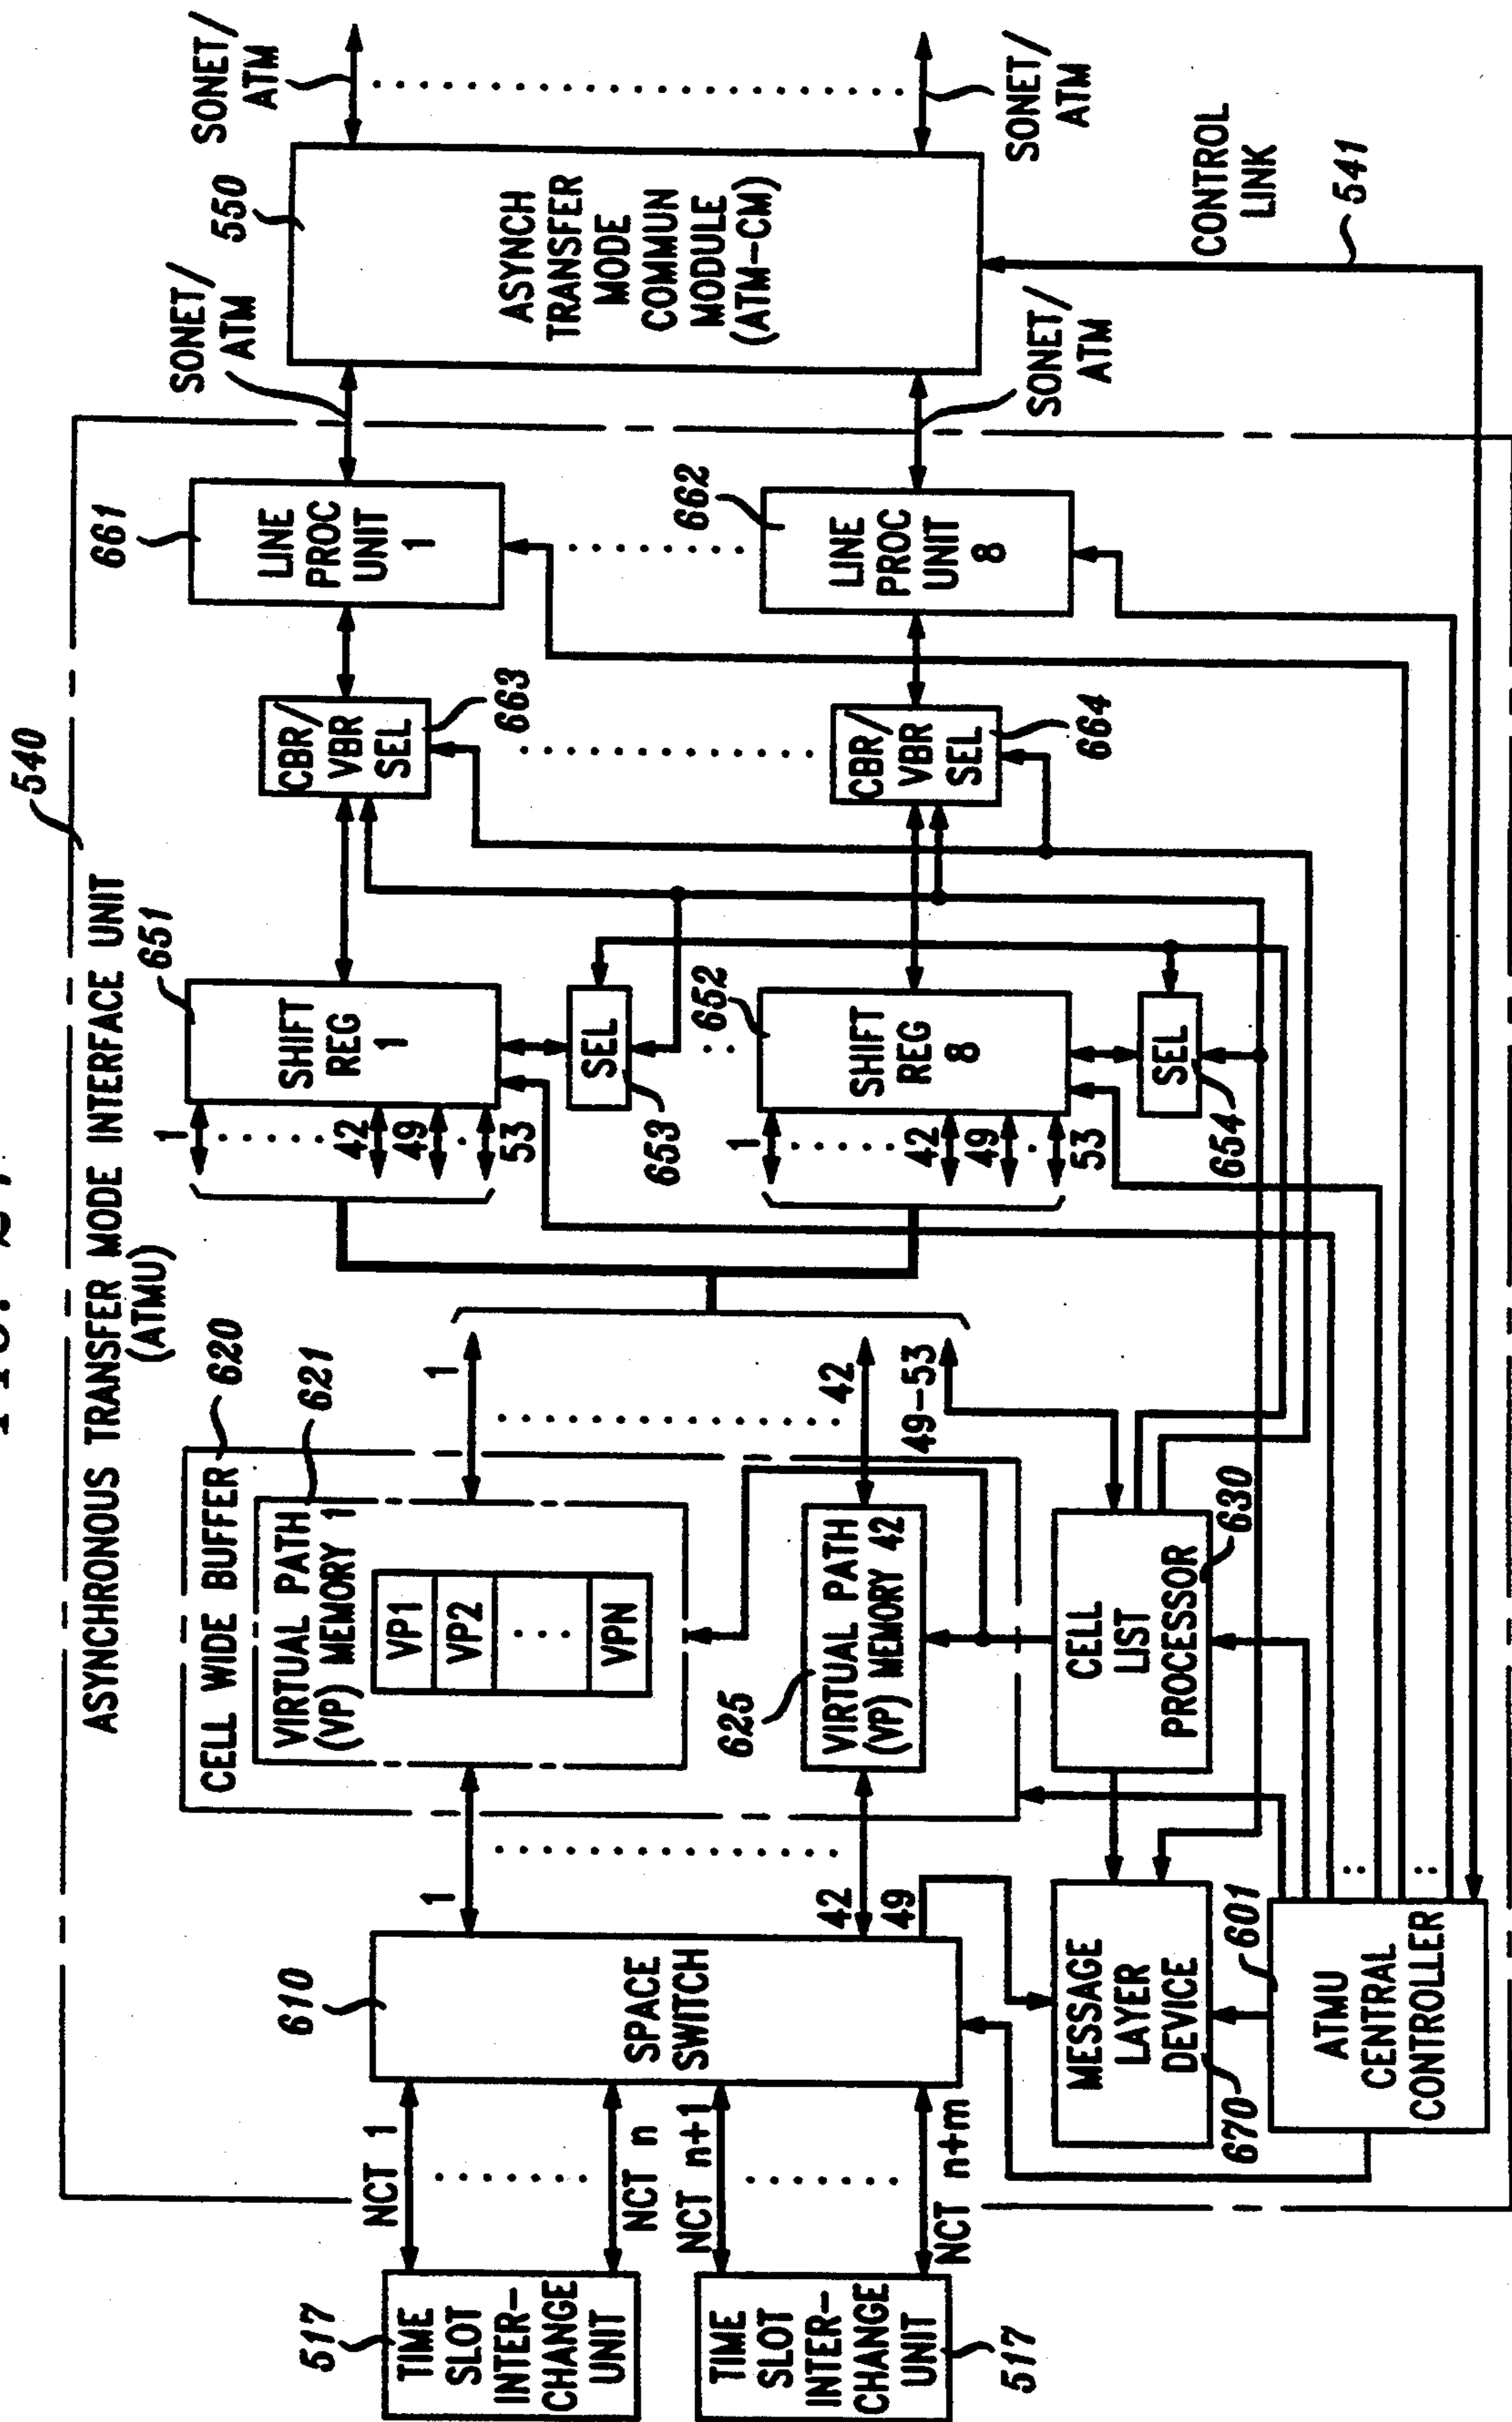 540
ASYNCHRONOUS TRANSFER MODE INTERFACE UNIT
(ATMU)
517
TIME
SLOT
INTER-
CHANGE
UNIT
TIME
SLOT
INTER-
CHANGE
UNIT
517
NCT 1
NCT n
NCT n+1
NCT n+m
610
SPACE
SWITCH
1
42
49
CELL WIDE BUFFER
620
621
VIRTUAL PATH
(VP) MEMORY 1
VP1
VP2
VPN
625
VIRTUAL PATH
(VP) MEMORY 42
1
42
49-53
CELL
LIST
PROCESSOR
630
MESSAGE
LAYER
DEVICE
670
601
ATMU
CENTRAL
CONTROLLER
651
SHIFT
REG
1
1
42
49
53
SEL
653
652
SHIFT
REG
8
1
42
49
53
SEL
654
CBR/
VBR
SEL
663
CBR/
VBR
SEL
664
661
LINE
PROC
UNIT
1
662
LINE
PROC
UNIT
8
SONET/
ATM
SONET/
ATM
550
ASYNCH
TRANSFER
MODE
COMMUN
MODULE
(ATM-CM)
SONET/
ATM
SONET/
ATM
CONTROL
LINK
541